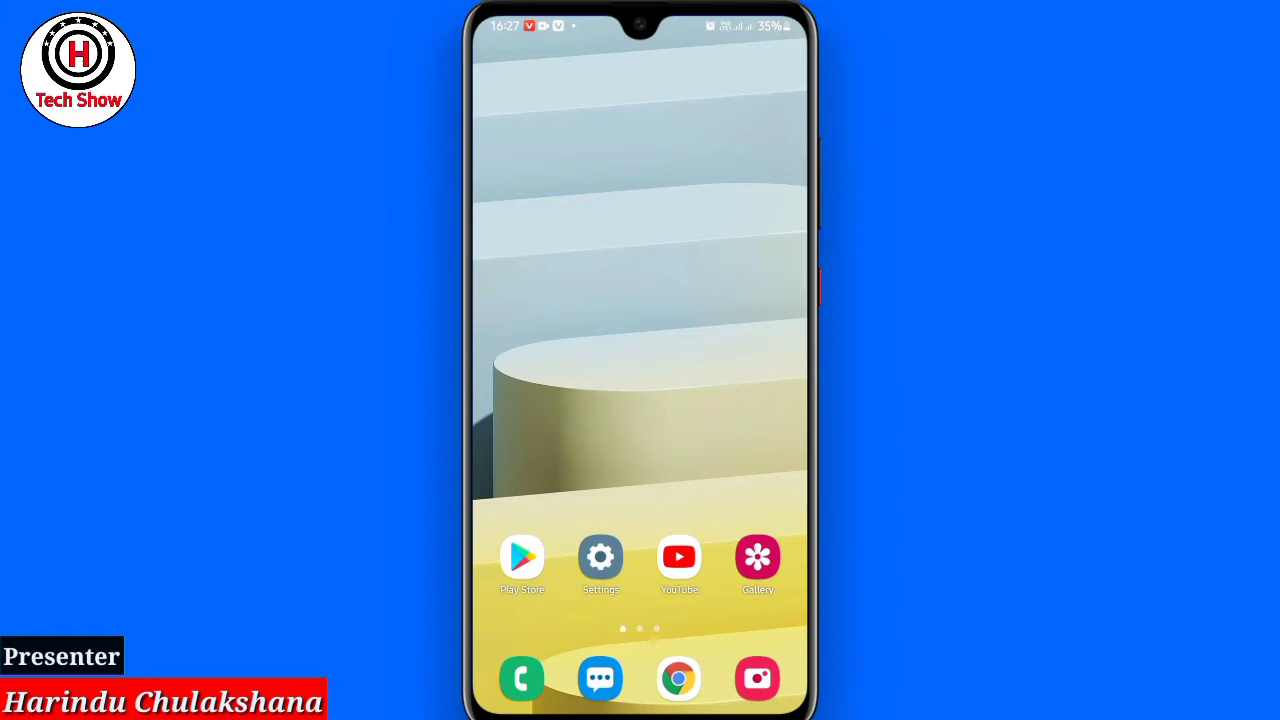 H
Tech Show
16:27
35%
Play Store
Settings
YouTube
Gallery
Presenter
Harindu Chulakshana